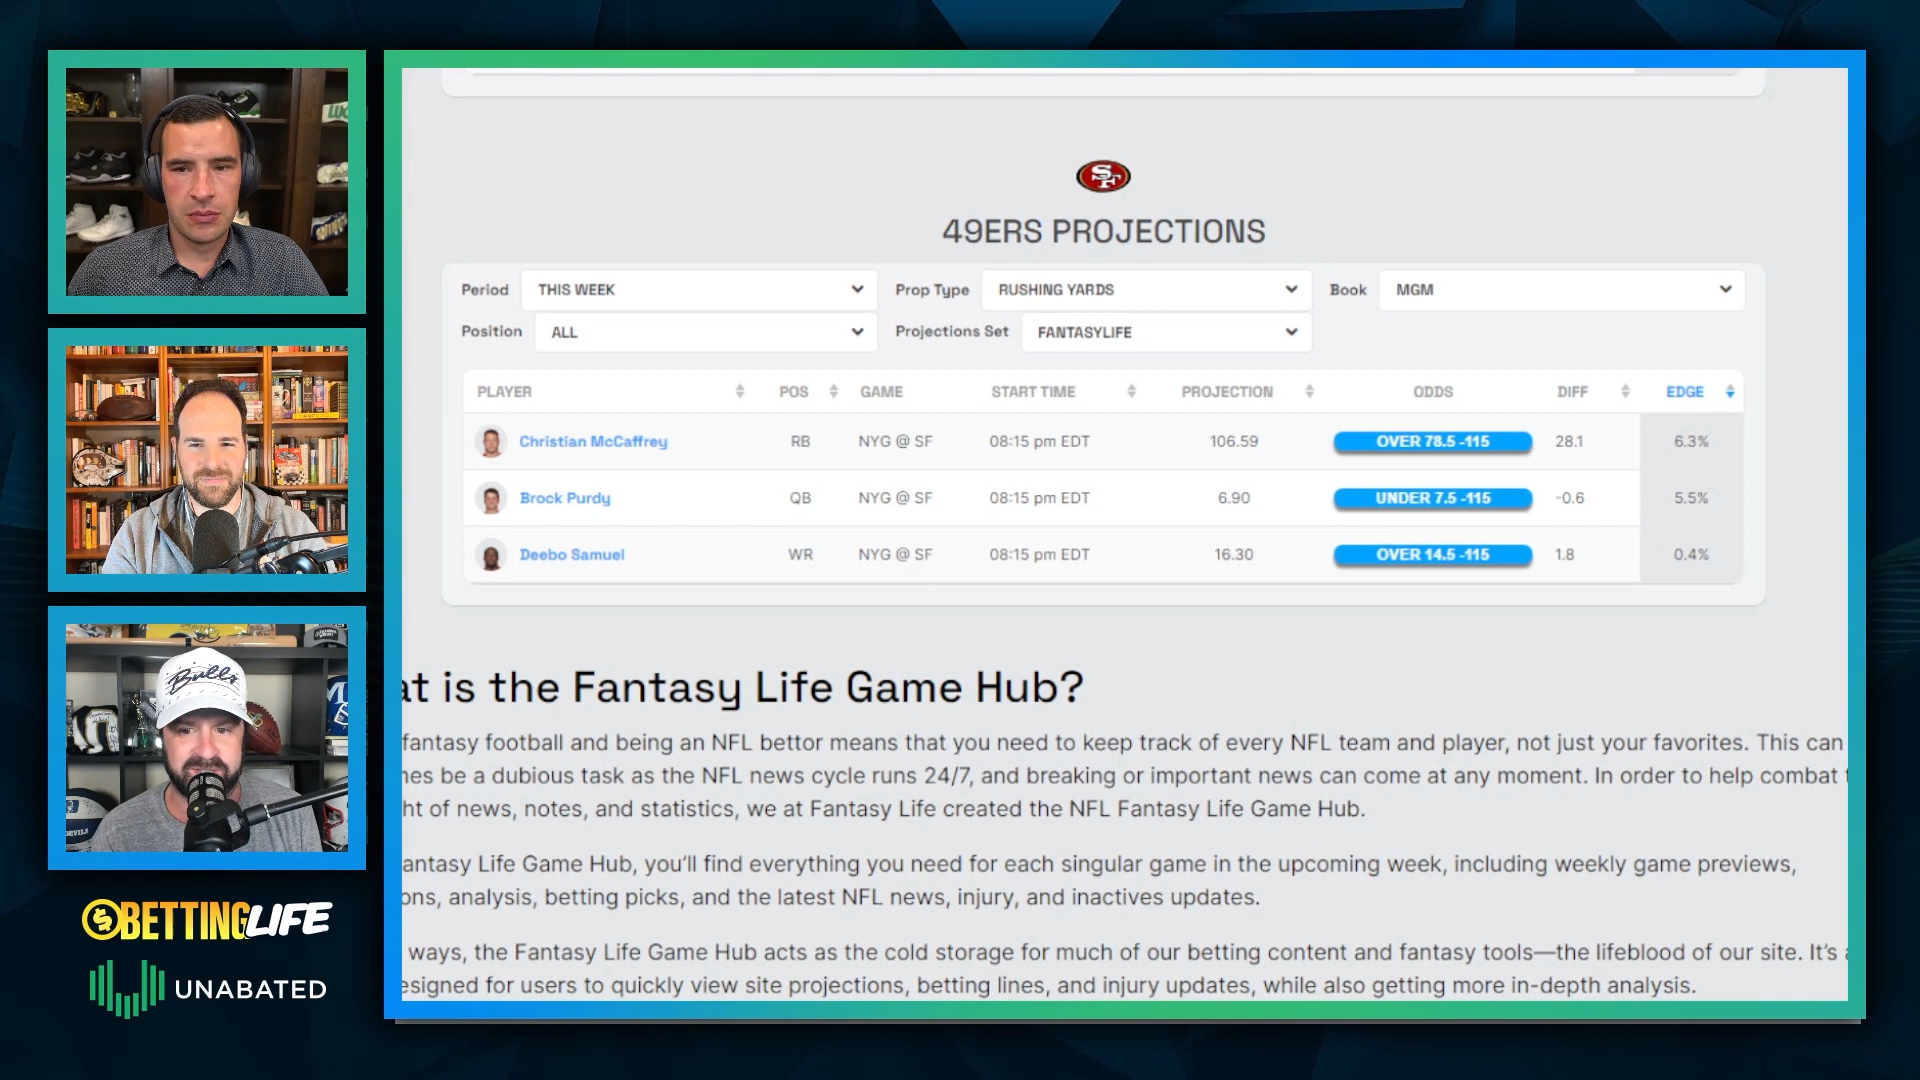 49ERS PROJECTIONS
Period THIS WEEK Prop Type RUSHING YARDS Book MGM
Position ALL Projections Set FANTASYLIFE
PLAYER POS GAME START TIME PROJECTION ODDS DIFF EDGE
Christian McCaffrey RB NYG @ SF 08:15 pm EDT 106.59 OVER 78.5 -115 28.1 6.3%
Brock Purdy QB NYG @ SF 08:15 pm EDT 6.90 UNDER 7.5 -115 -0.6 5.5%
Deebo Samuel WR NYG @ SF 08:15 pm EDT 16.30 OVER 14.5 -115 1.8 0.4%
at is the Fantasy Life Game Hub?
fantasy football and being an NFL bettor means that you need to keep track of every NFL team and player, not just your favorites. This can
mes be a dubious task as the NFL news cycle runs 24/7, and breaking or important news can come at any moment. In order to help combat
ht of news, notes, and statistics, we at Fantasy Life created the NFL Fantasy Life Game Hub.
antasy Life Game Hub, you'll find everything you need for each singular game in the upcoming week, including weekly game previews,
ons, analysis, betting picks, and the latest NFL news, injury, and inactives updates.
ways, the Fantasy Life Game Hub acts as the cold storage for much of our betting content and fantasy tools—the lifeblood of our site. It's
esigned for users to quickly view site projections, betting lines, and injury updates, while also getting more in-depth analysis.
SF
Bulls
BETTINGLIFE
UNABATED